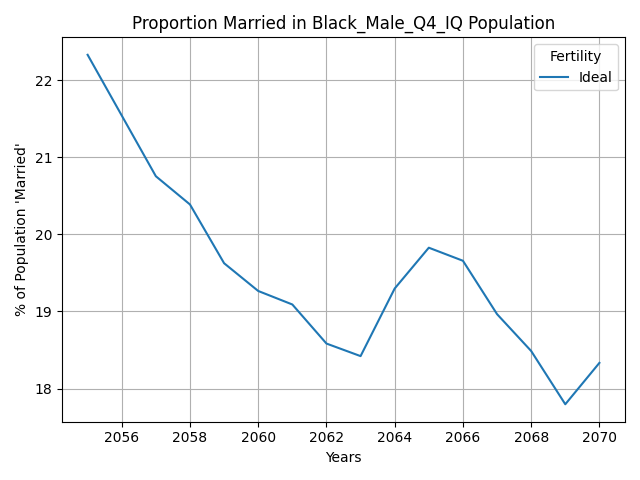 Proportion Married in Black_Male_Q4_IQ Population
Fertility
Ideal
% of Population 'Married'
22
21
20
19
18
2056 2058 2060 2062 2064 2066 2068 2070
Years